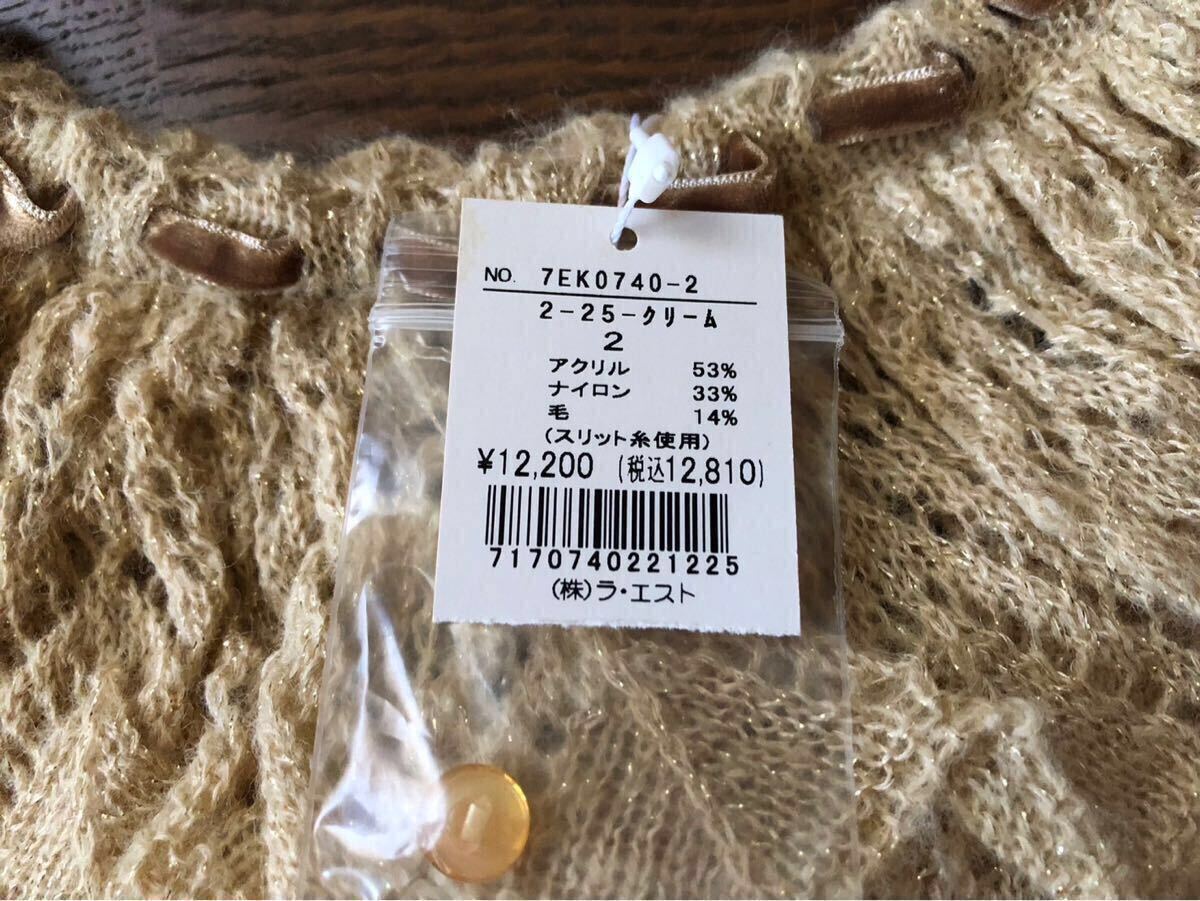 NO. 7EK0740-2
2-25-クリーム
2
アクリル 53%
ナイロン 33%
毛 14%
(スリット糸使用)
¥12,200 (税込12,810)
7170740221225
(株)ラ・エスト